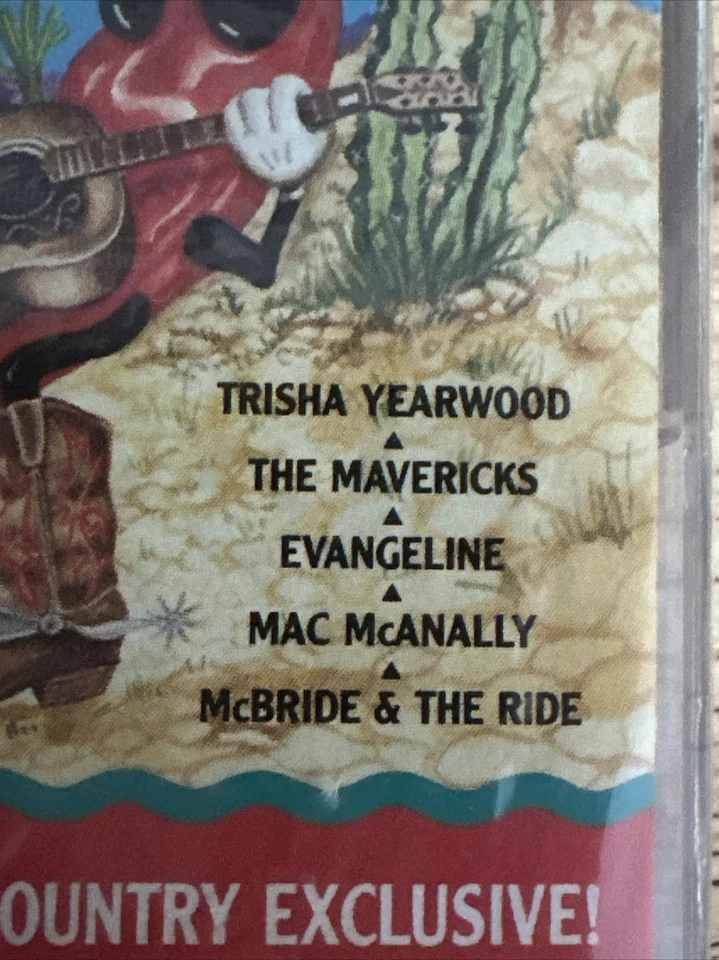 TRISHA YEARWOOD
THE MAVERICKS
EVANGELINE
MAC McANALLY
McBRIDE & THE RIDE
OUNTRY EXCLUSIVE!